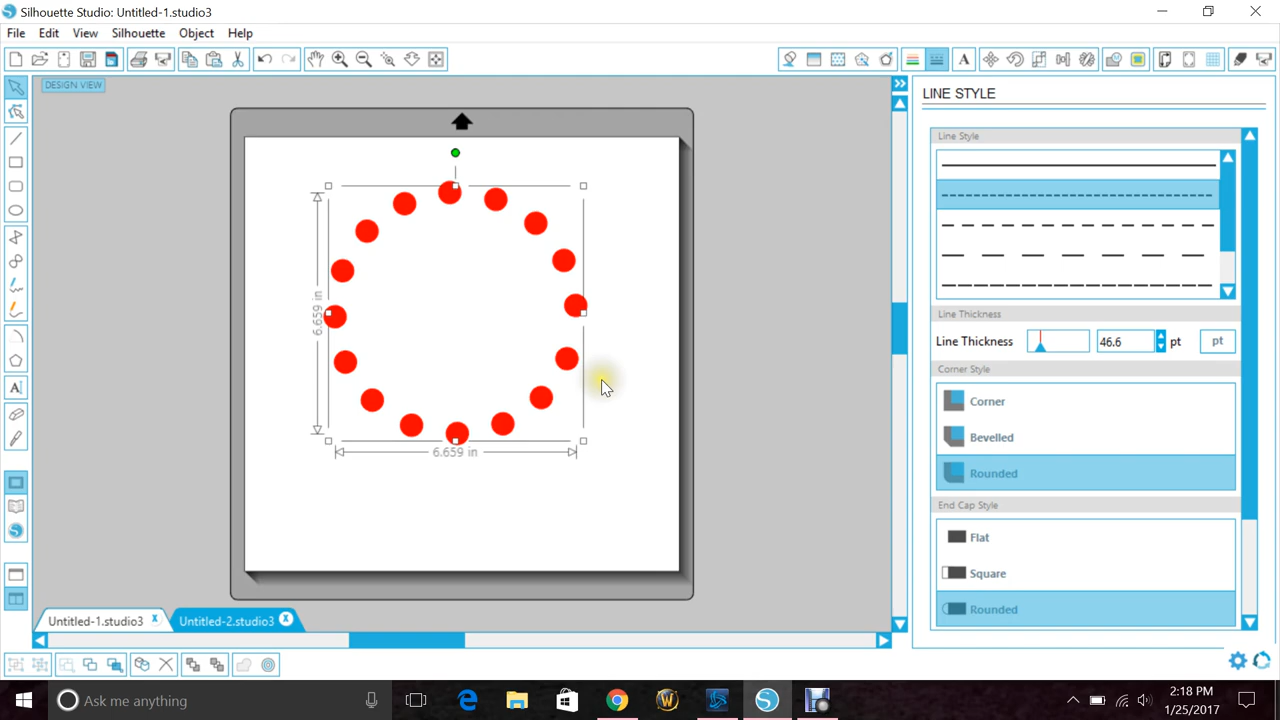 Silhouette Studio: Untitled-1.studio3
File Edit View Silhouette Object Help
A
DESIGN VIEW
LINE STYLE
Line Style
Line Thickness
Line Thickness 46.6 pt pt
Corner Style
Corner
Bevelled
Rounded
End Cap Style
Flat
Square
Rounded
6.659 in
6.659 in
A
Untitled-1.studio3 x Untitled-2.studio3 x
Ask me anything
2:18 PM
1/25/2017